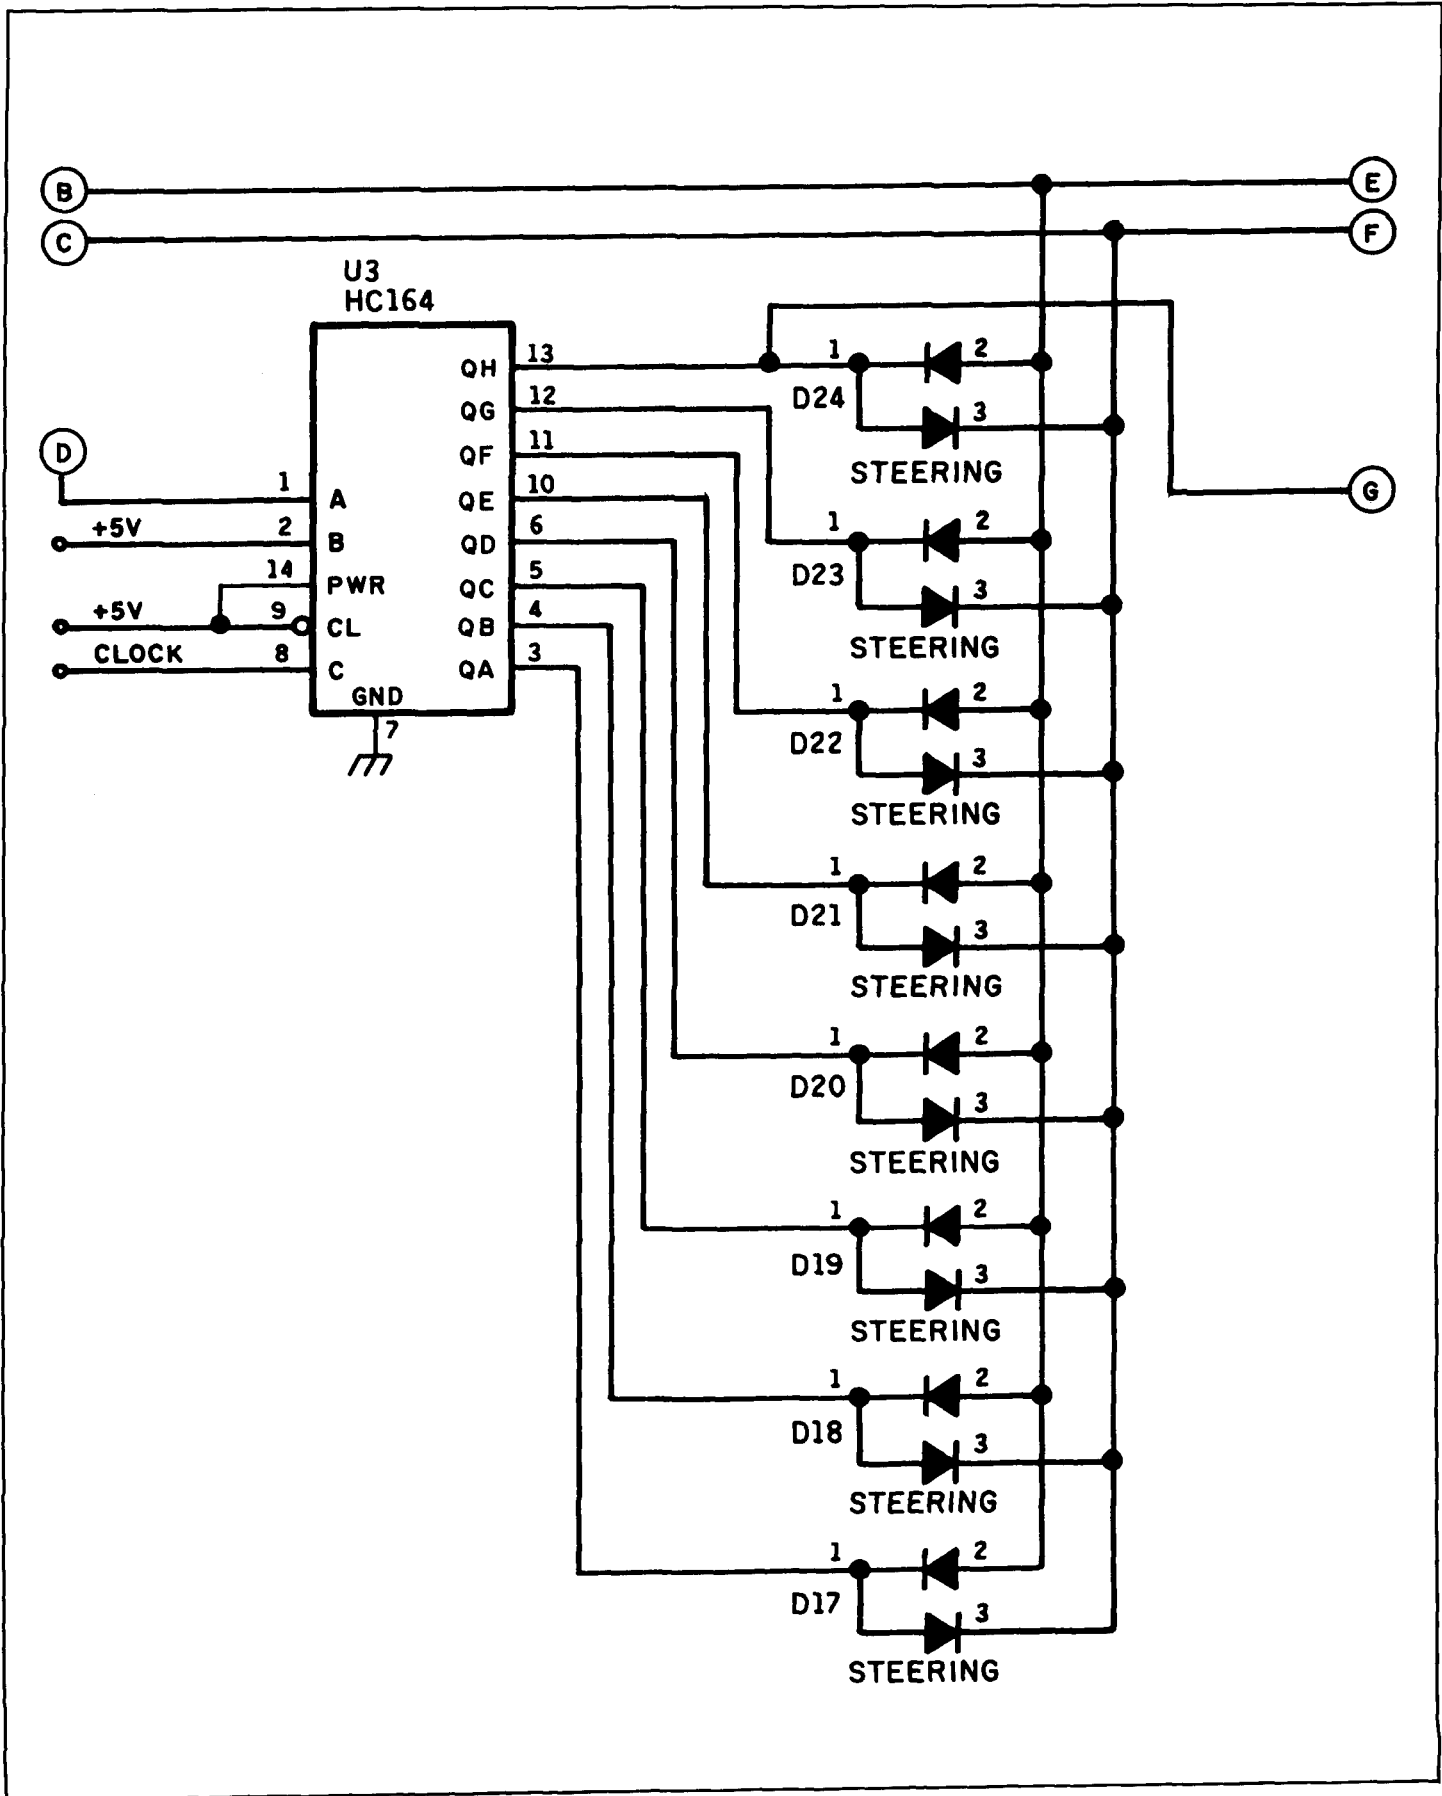 B
E
C
F
U3
HC164
QH 13
1 2
D24
QG 12
3
D
QF 11
STEERING
1 A
QE 10
G
+5V 2 B
QD 6
1 2
14 PWR
QC 5
D23
3
+5V 9 CL
QB 4
CLOCK 8 C
QA 3
STEERING
GND
7
1 2
D22
3
STEERING
1 2
D21
3
STEERING
1 2
D20
3
STEERING
1 2
D19
3
STEERING
1 2
D18
3
STEERING
1 2
D17
3
STEERING